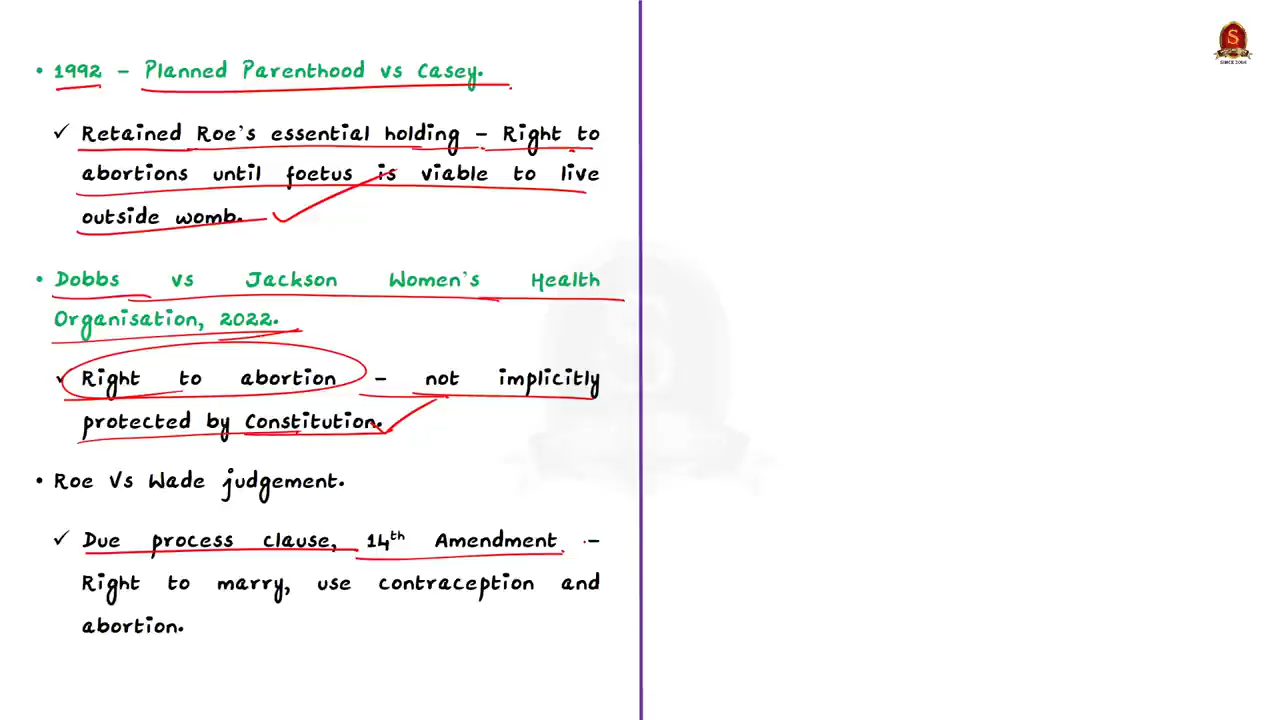 • 1992 – Planned Parenthood vs Casey.
✓ Retained Roe's essential holding – Right to
abortions until foetus is viable to live
outside womb.
• Dobbs vs Jackson Women's Health
Organisation, 2022.
✓ Right to abortion – not implicitly
protected by Constitution.
• Roe Vs Wade judgement.
✓ Due process clause, 14th Amendment –
Right to marry, use contraception and
abortion.
S
SINCE 2004